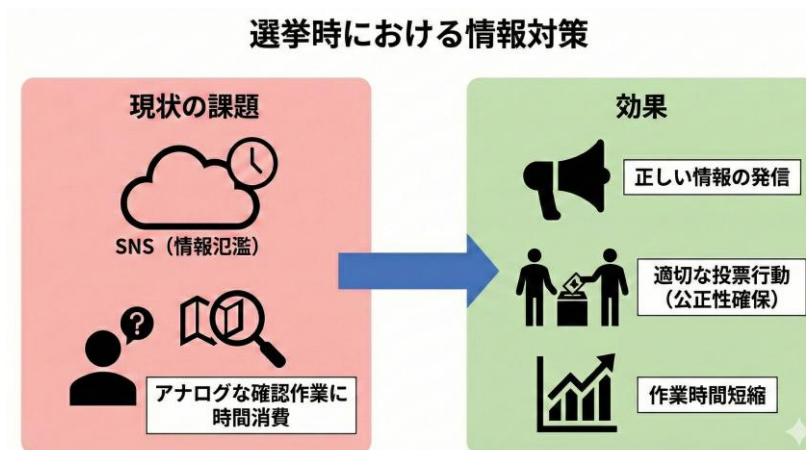 選挙時における情報対策
現状の課題
SNS（情報氾濫）
?
アナログな確認作業に
時間消費
効果
正しい情報の発信
適切な投票行動
（公正性確保）
作業時間短縮